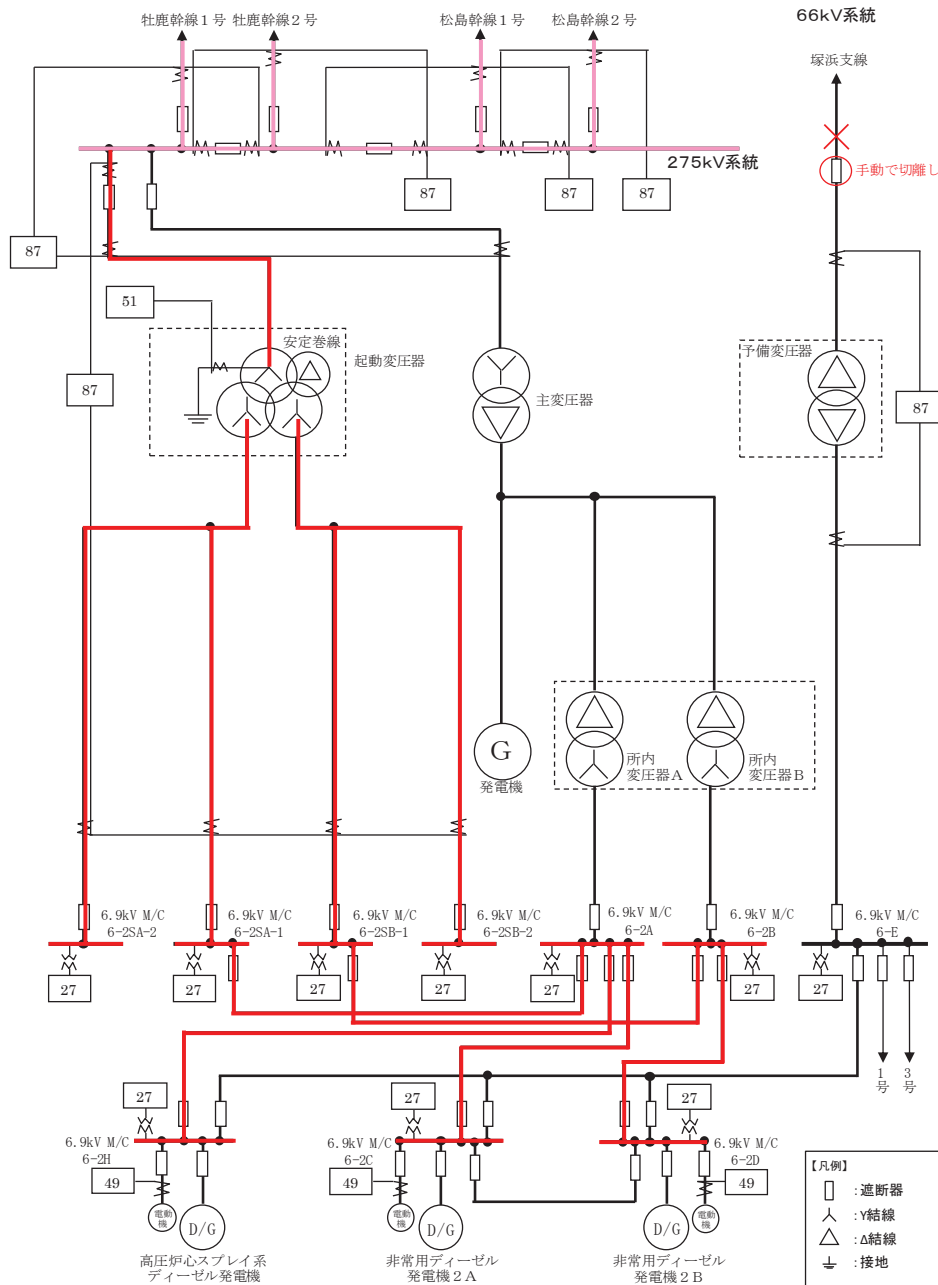 66kV系統
牡鹿幹線1号
牡鹿幹線2号
松島幹線1号
松島幹線2号
塚浜支線
275kV系統
手動で切離し
87
87
87
87
51
安定巻線
起動変圧器
主変圧器
予備変圧器
87
87
G
発電機
所内
変圧器A
所内
変圧器B
6.9kV M/C
6-2SA-2
6.9kV M/C
6-2SA-1
6.9kV M/C
6-2SB-1
6.9kV M/C
6-2SB-2
6.9kV M/C
6-2A
6.9kV M/C
6-2B
6.9kV M/C
6-E
27
27
27
27
27
27
27
1号
3号
27
27
27
6.9kV M/C
6-2H
6.9kV M/C
6-2C
6.9kV M/C
6-2D
49
49
49
電動機
D/G
電動機
D/G
D/G
電動機
高圧炉心スプレイ系
ディーゼル発電機
非常用ディーゼル
発電機2A
非常用ディーゼル
発電機2B
【凡例】
:遮断器
:Y結線
:Δ結線
:接地